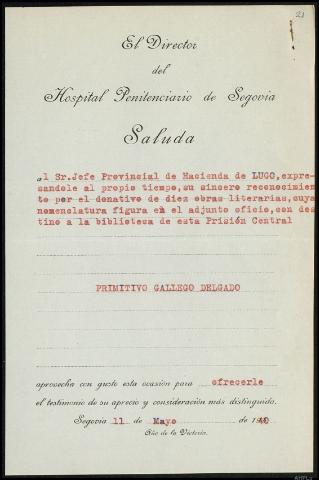 21
El Director
del
Hospital Penitenciario de Segovia
Saluda
al Sr.Jefe Provincial de Hacienda de LUGO,expre-
sandole al propio tiempo,su sincero reconocimien
to por el donativo de diez obras literarias,cuya
nomenclatura figura en el adjunto oficio,con des
tino a la biblioteca de esta Prisión Central
PRIMITIVO GALLEGO DELGADO
aprovecha con gusto esta ocasión para ofrecerle
el testimonio de su aprecio y consideración más distinguida.
Segovia 11 de Mayo de 1940
Año de la Victoria.
AHPLu